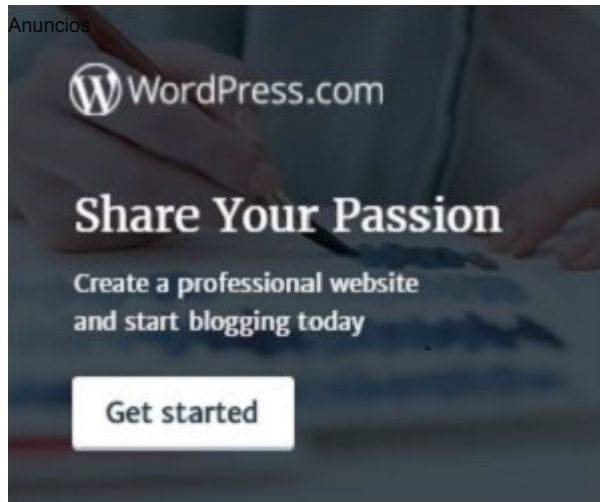 Anuncios
WordPress.com
Share Your Passion
Create a professional website
and start blogging today
Get started